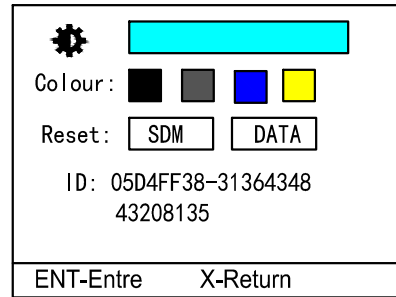 Colour:
Reset: SDM DATA
ID: 05D4FF38-31364348
43208135
ENT-Entre X-Return